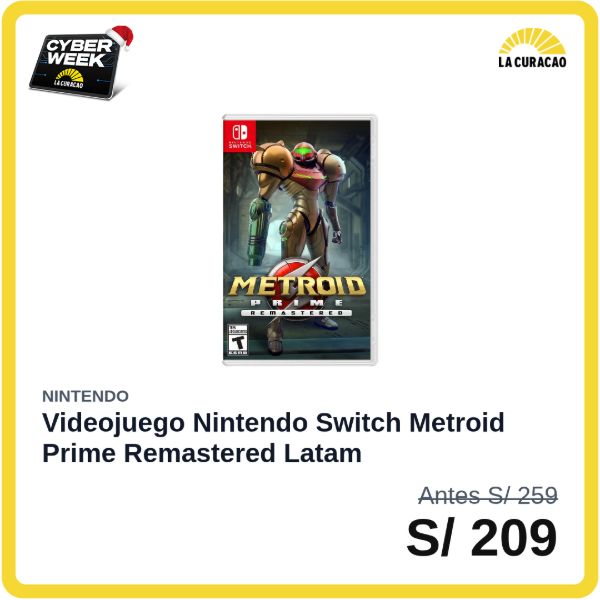 CYBER
WEEK
LA CURACAO
LA CURACAO
NINTENDO
SWITCH
METROID
PRIME
REMASTERED
T
NINTENDO
Videojuego Nintendo Switch Metroid
Prime Remastered Latam
Antes S/ 259
S/ 209